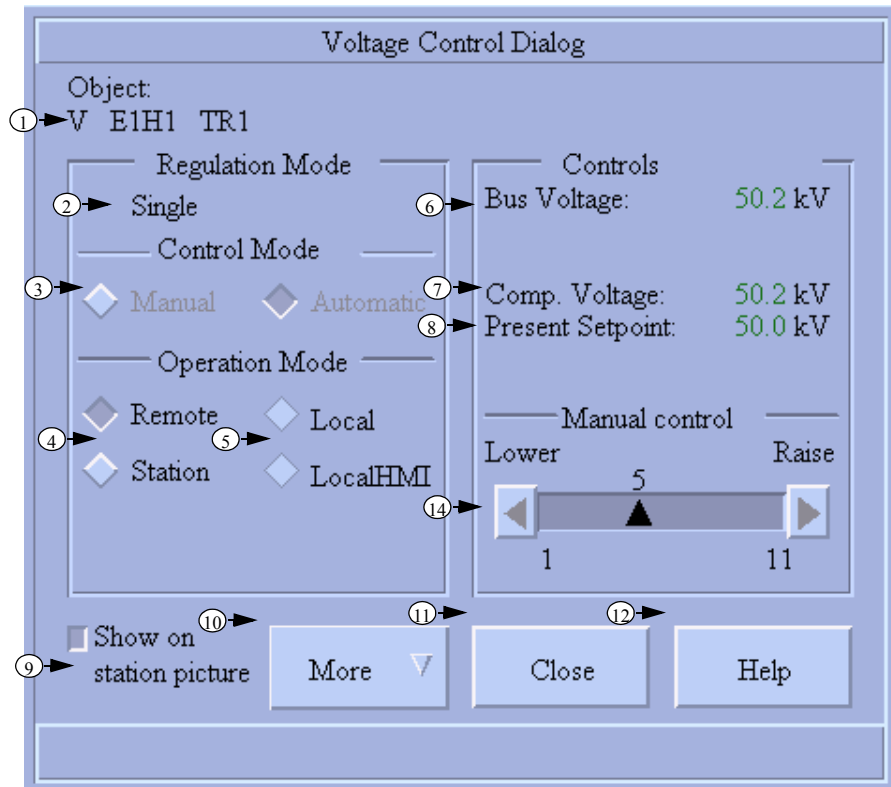 Voltage Control Dialog
Object:
1 V E1H1 TR1
Regulation Mode
2 Single
Control Mode
3 Manual Automatic
Operation Mode
4 Remote 5 Local
Station LocalHMI
Controls
6 Bus Voltage: 50.2 kV
7 Comp. Voltage: 50.2 kV
8 Present Setpoint: 50.0 kV
Manual control
Lower Raise
5
14
1 11
9 Show on
station picture
10 More
11 Close
12 Help